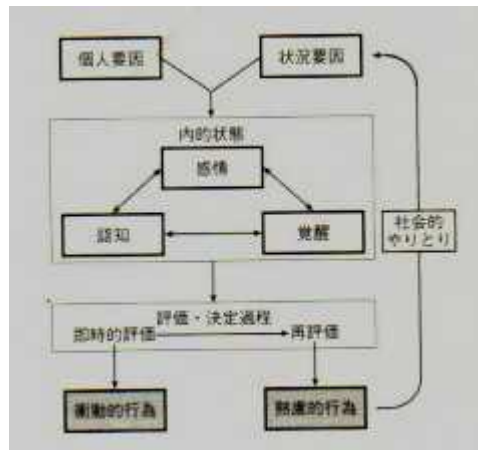 個人要因
状況要因
内的状態
感情
認知
覚醒
社会的
やりとり
評価・決定過程
即時的評価
再評価
衝動的行為
熟慮的行為